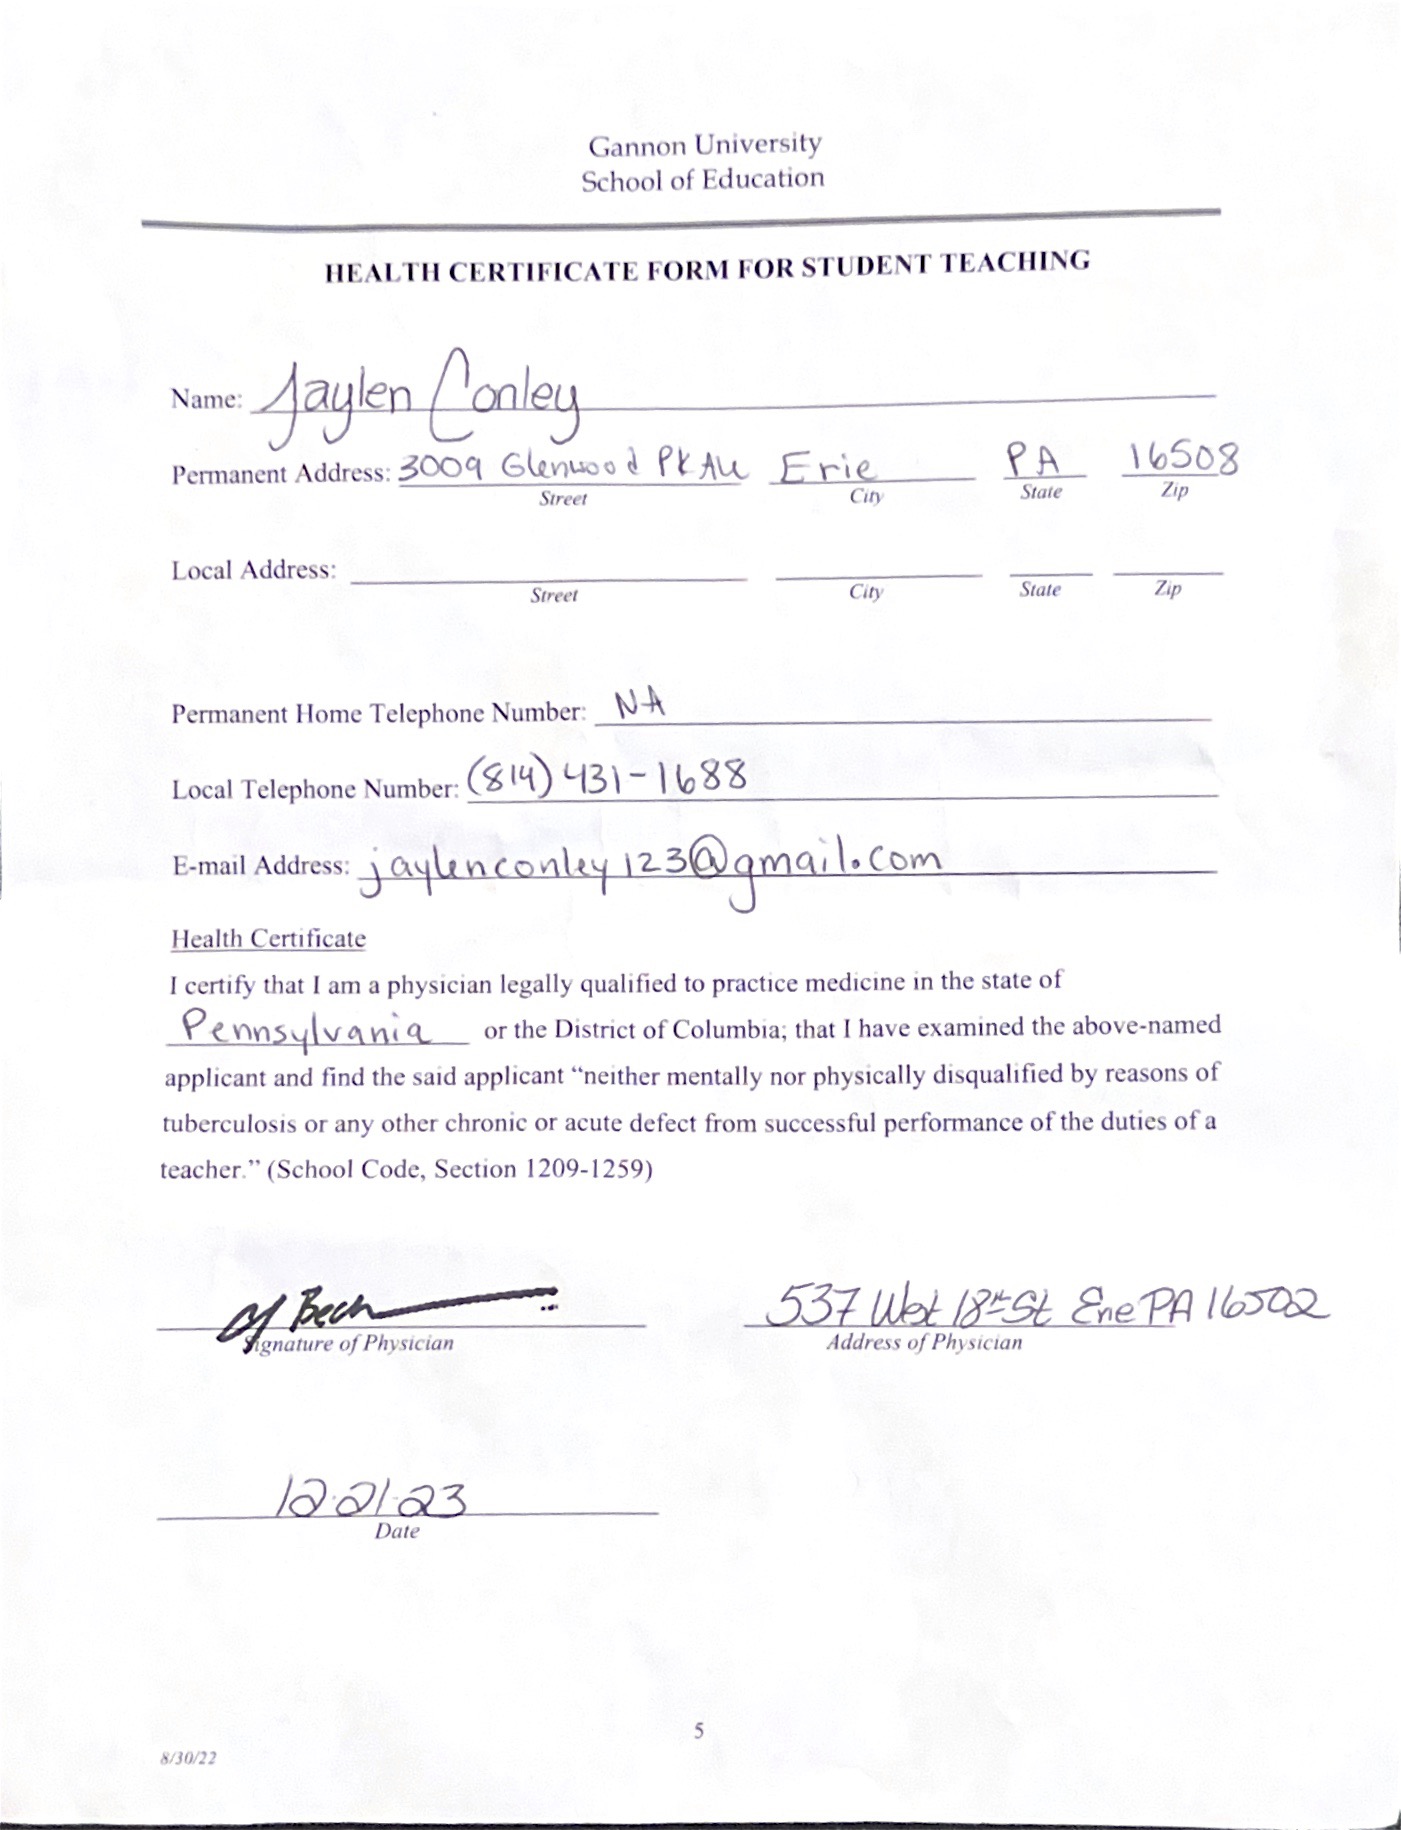 Gannon University
School of Education
HEALTH CERTIFICATE FORM FOR STUDENT TEACHING
Name: Jaylen Conley
Permanent Address: 3009 Glenwood Pk Erie PA 16508
Street City State Zip
Local Address:
Street City State Zip
Permanent Home Telephone Number: NA
Local Telephone Number: (814) 431-1688
E-mail Address: jaylenconley123@gmail.com
Health Certificate
I certify that I am a physician legally qualified to practice medicine in the state of
Pennsylvania or the District of Columbia; that I have examined the above-named
applicant and find the said applicant “neither mentally nor physically disqualified by reasons of
tuberculosis or any other chronic or acute defect from successful performance of the duties of a
teacher.” (School Code, Section 1209-1259)
537 West 18th St Erie PA 16502
Signature of Physician Address of Physician
12.21.23
Date
5
8/30/22